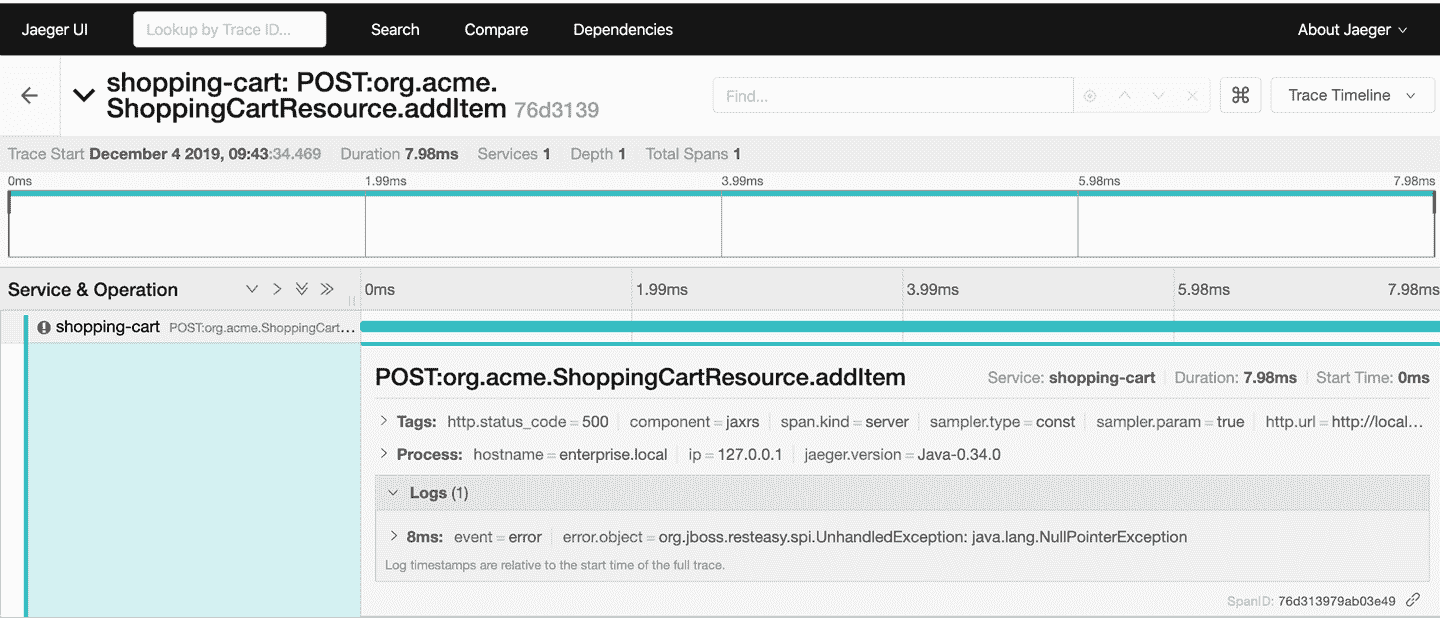 Jaeger UI Lookup by Trace ID... Search Compare Dependencies About Jaeger
shopping-cart: POST:org.acme.
ShoppingCartResource.addItem 76d3139
Find... ⌘ Trace Timeline
Trace Start December 4 2019, 09:43:34.469 Duration 7.98ms Services 1 Depth 1 Total Spans 1
0ms 1.99ms 3.99ms 5.98ms 7.98ms
Service & Operation 0ms 1.99ms 3.99ms 5.98ms 7.98ms
shopping-cart POST:org.acme.ShoppingCart...
POST:org.acme.ShoppingCartResource.addItem Service: shopping-cart Duration: 7.98ms Start Time: 0ms
Tags: http.status_code = 500 component = jaxrs span.kind = server sampler.type = const sampler.param = true http.url = http://local...
Process: hostname = enterprise.local ip = 127.0.0.1 jaeger.version = Java-0.34.0
Logs (1)
8ms: event = error error.object = org.jboss.resteasy.spi.UnhandledException: java.lang.NullPointerException
Log timestamps are relative to the start time of the full trace.
SpanID: 76d313979ab03e49